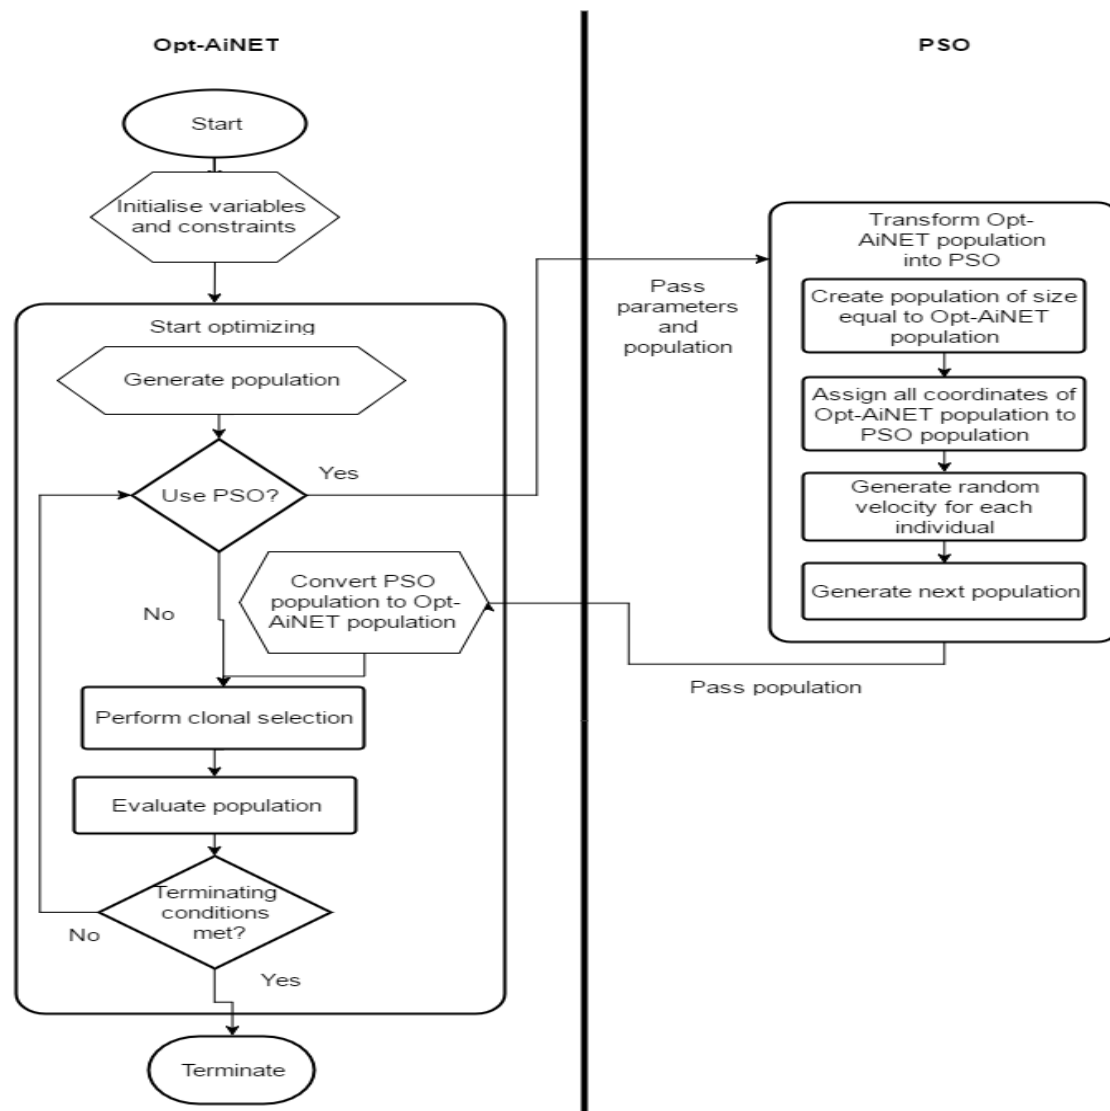 Opt-AiNET
PSO
Start
Initialise variables
and constraints
Start optimizing
Generate population
Use PSO?
Yes
No
Convert PSO
population to Opt-
AiNET population
Perform clonal selection
Evaluate population
Terminating
conditions
met?
No
Yes
Terminate
Pass
parameters
and
population
Transform Opt-
AiNET population
into PSO
Create population of size
equal to Opt-AiNET
population
Assign all coordinates of
Opt-AiNET population to
PSO population
Generate random
velocity for each
individual
Generate next population
Pass population